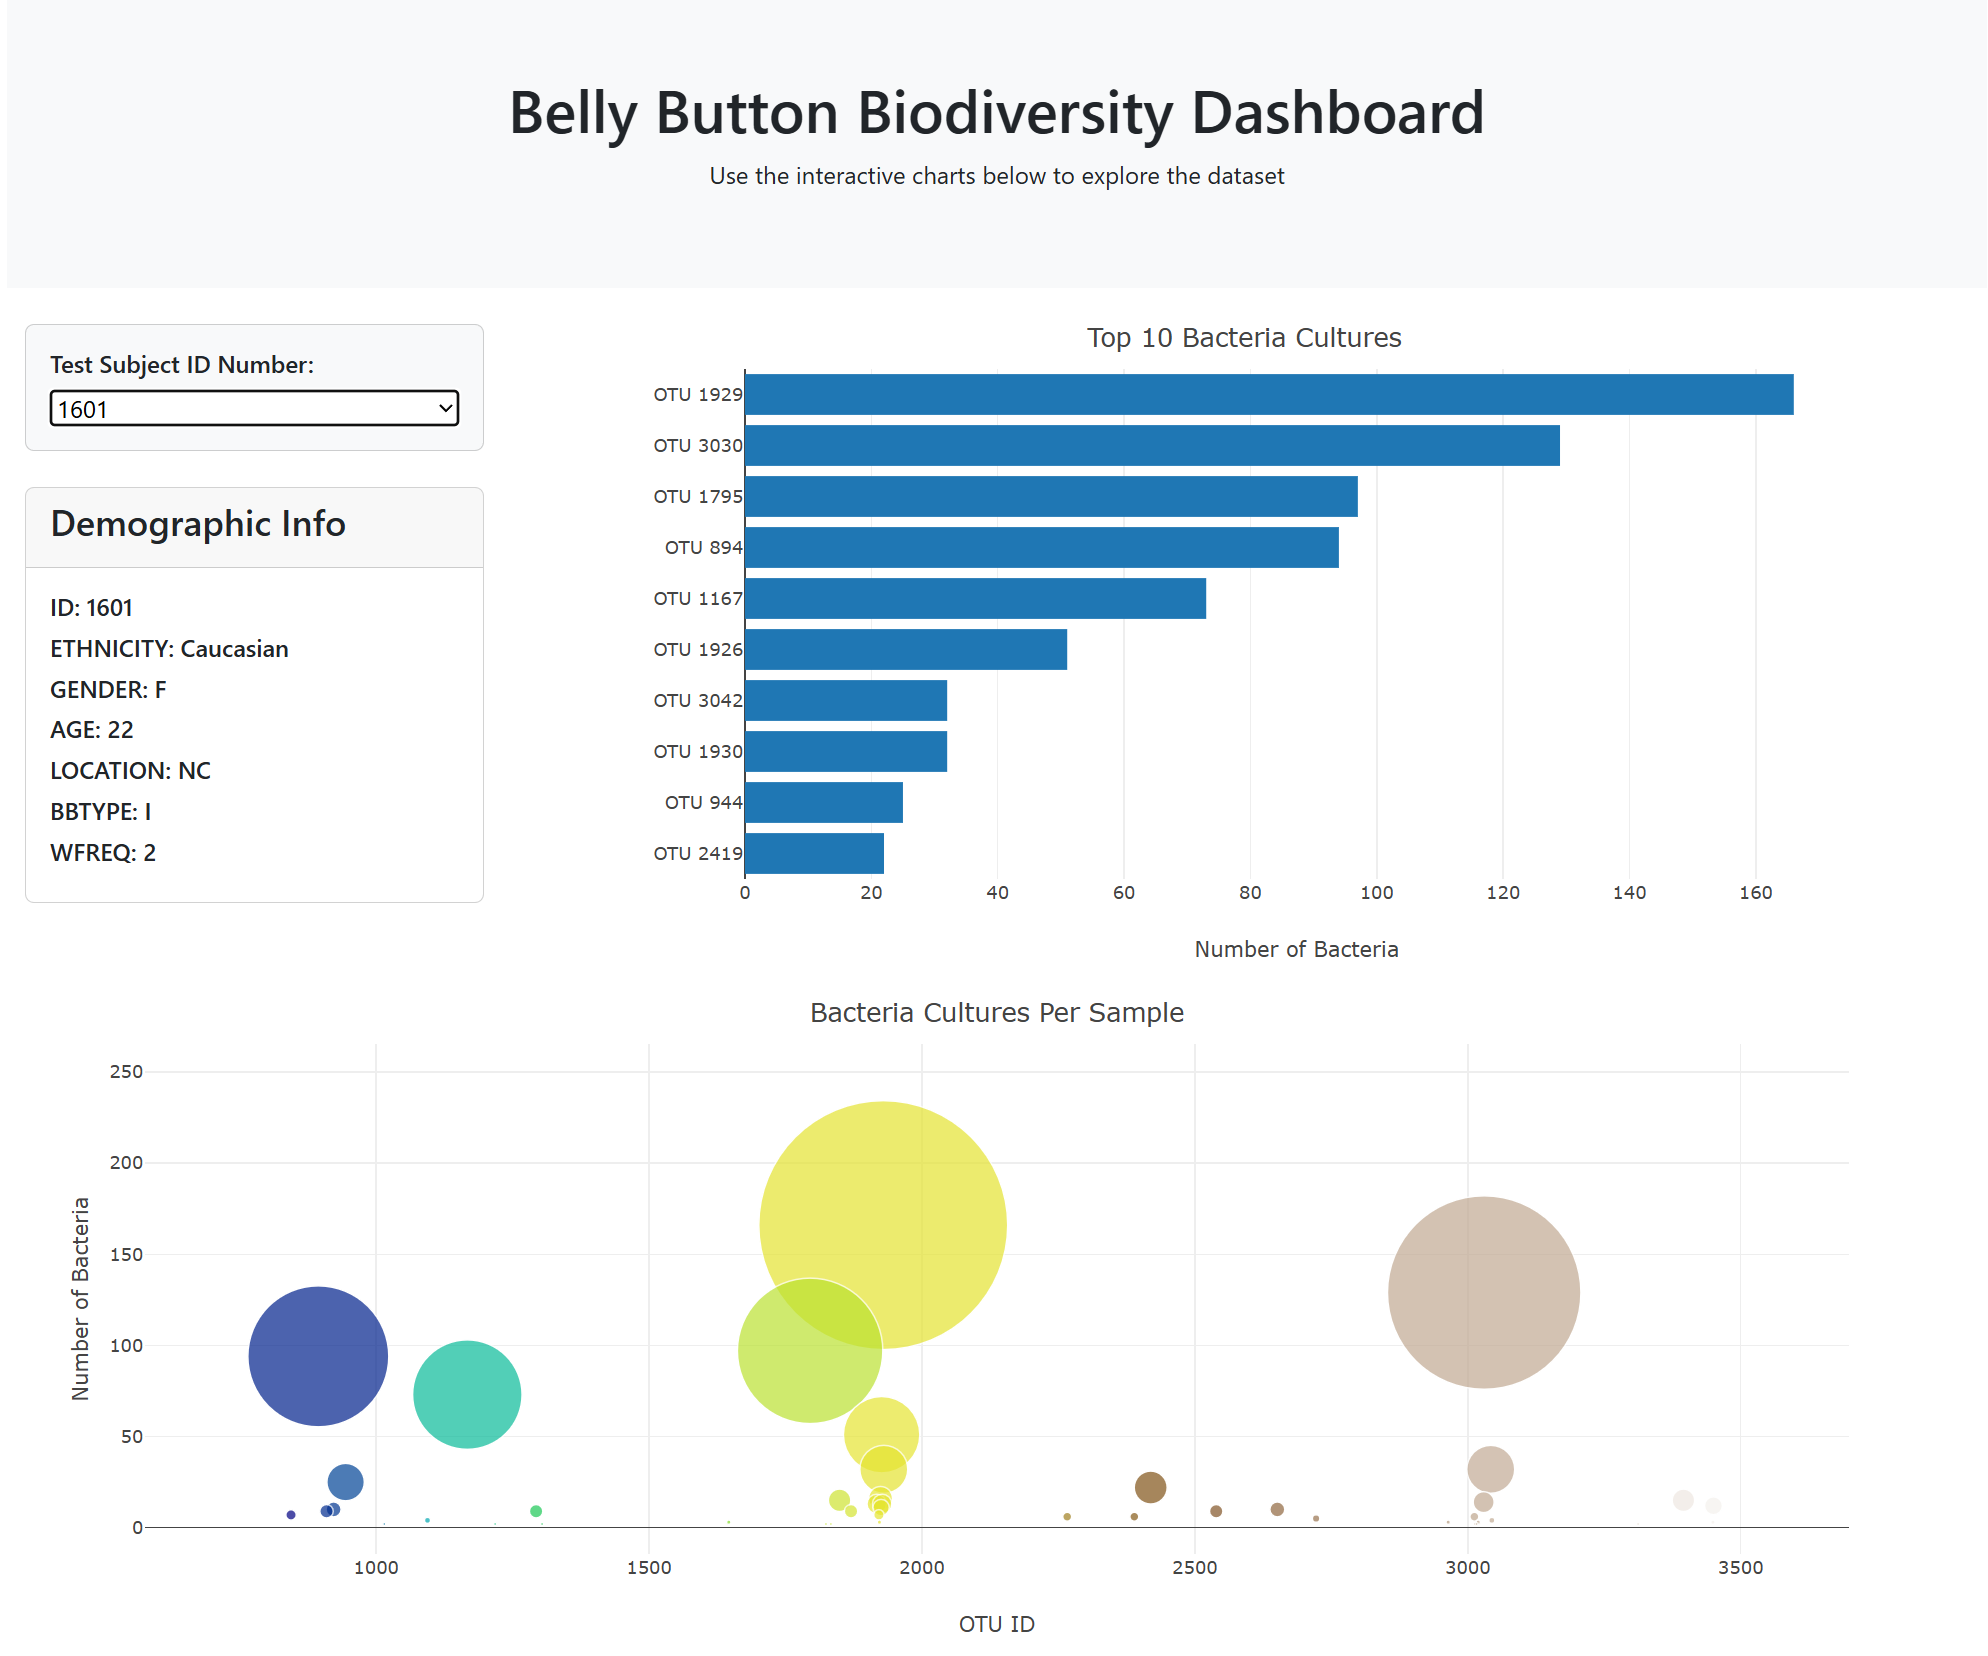 Belly Button Biodiversity Dashboard
Use the interactive charts below to explore the dataset
Test Subject ID Number:
1601
Demographic Info
ID: 1601
ETHNICITY: Caucasian
GENDER: F
AGE: 22
LOCATION: NC
BBTYPE: I
WFREQ: 2
Top 10 Bacteria Cultures
OTU 1929
OTU 3030
OTU 1795
OTU 894
OTU 1167
OTU 1926
OTU 3042
OTU 1930
OTU 944
OTU 2419
0 20 40 60 80 100 120 140 160
Number of Bacteria
Bacteria Cultures Per Sample
Number of Bacteria
250
200
150
100
50
0
1000 1500 2000 2500 3000 3500
OTU ID